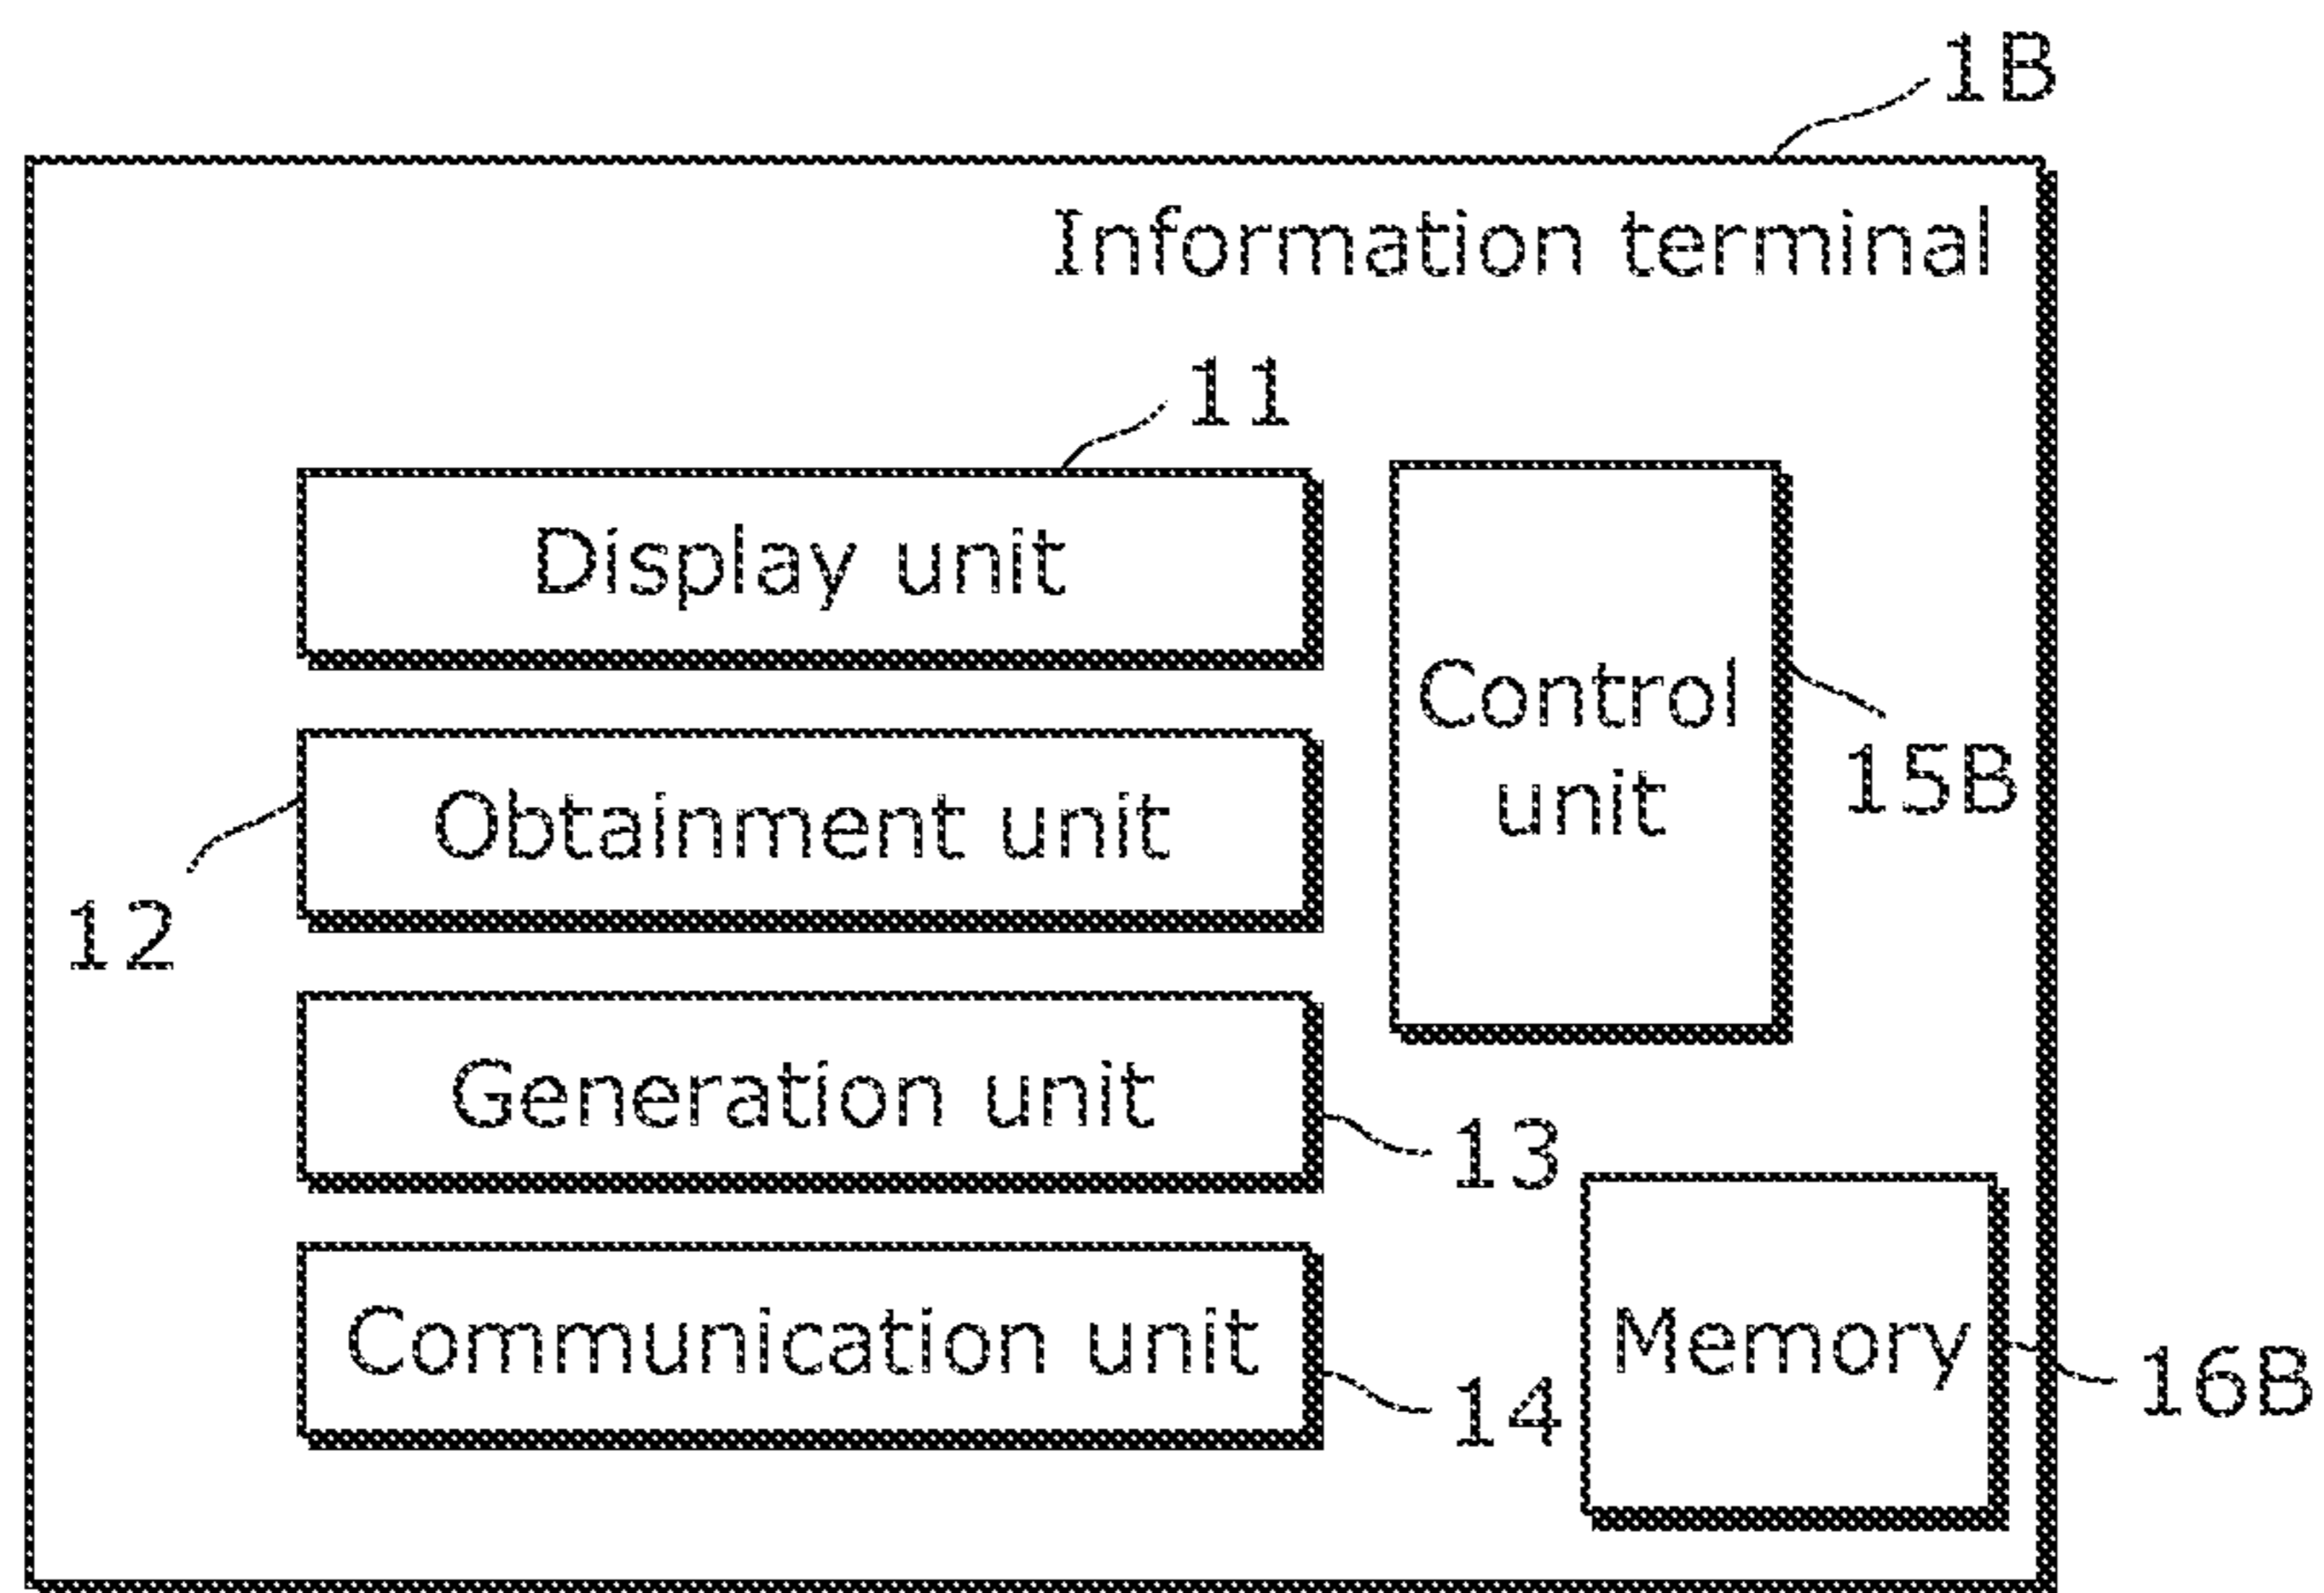 1B
Information terminal
11
Display unit
Control
unit
15B
Obtainment unit
12
Generation unit
13
Communication unit
14
Memory
16B